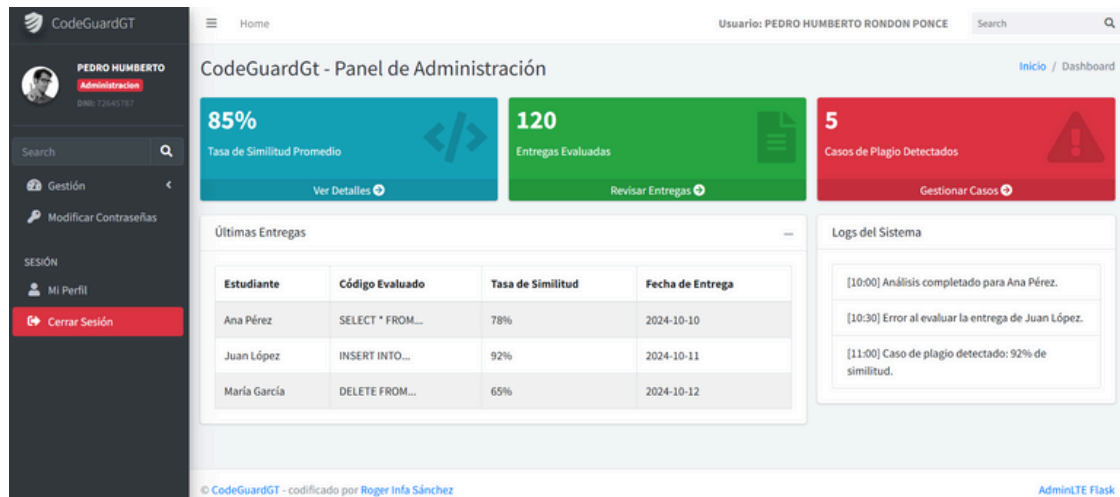 CodeGuardGT
PEDRO HUMBERTO
Administracion
DNI: 72645787
Search
Gestión
Modificar Contraseñas
SESIÓN
Mi Perfil
Cerrar Sesión
Home
Usuario: PEDRO HUMBERTO RONDON PONCE
Search
CodeGuardGt - Panel de Administración
Inicio / Dashboard
85%
Tasa de Similitud Promedio
Ver Detalles
120
Entregas Evaluadas
Revisar Entregas
5
Casos de Plagio Detectados
Gestionar Casos
Últimas Entregas
Estudiante Código Evaluado Tasa de Similitud Fecha de Entrega
Ana Pérez SELECT * FROM... 78% 2024-10-10
Juan López INSERT INTO... 92% 2024-10-11
María García DELETE FROM... 65% 2024-10-12
Logs del Sistema
[10:00] Análisis completado para Ana Pérez.
[10:30] Error al evaluar la entrega de Juan López.
[11:00] Caso de plagio detectado: 92% de
similitud.
© CodeGuardGT - codificado por Roger Infa Sánchez
AdminLTE Flask